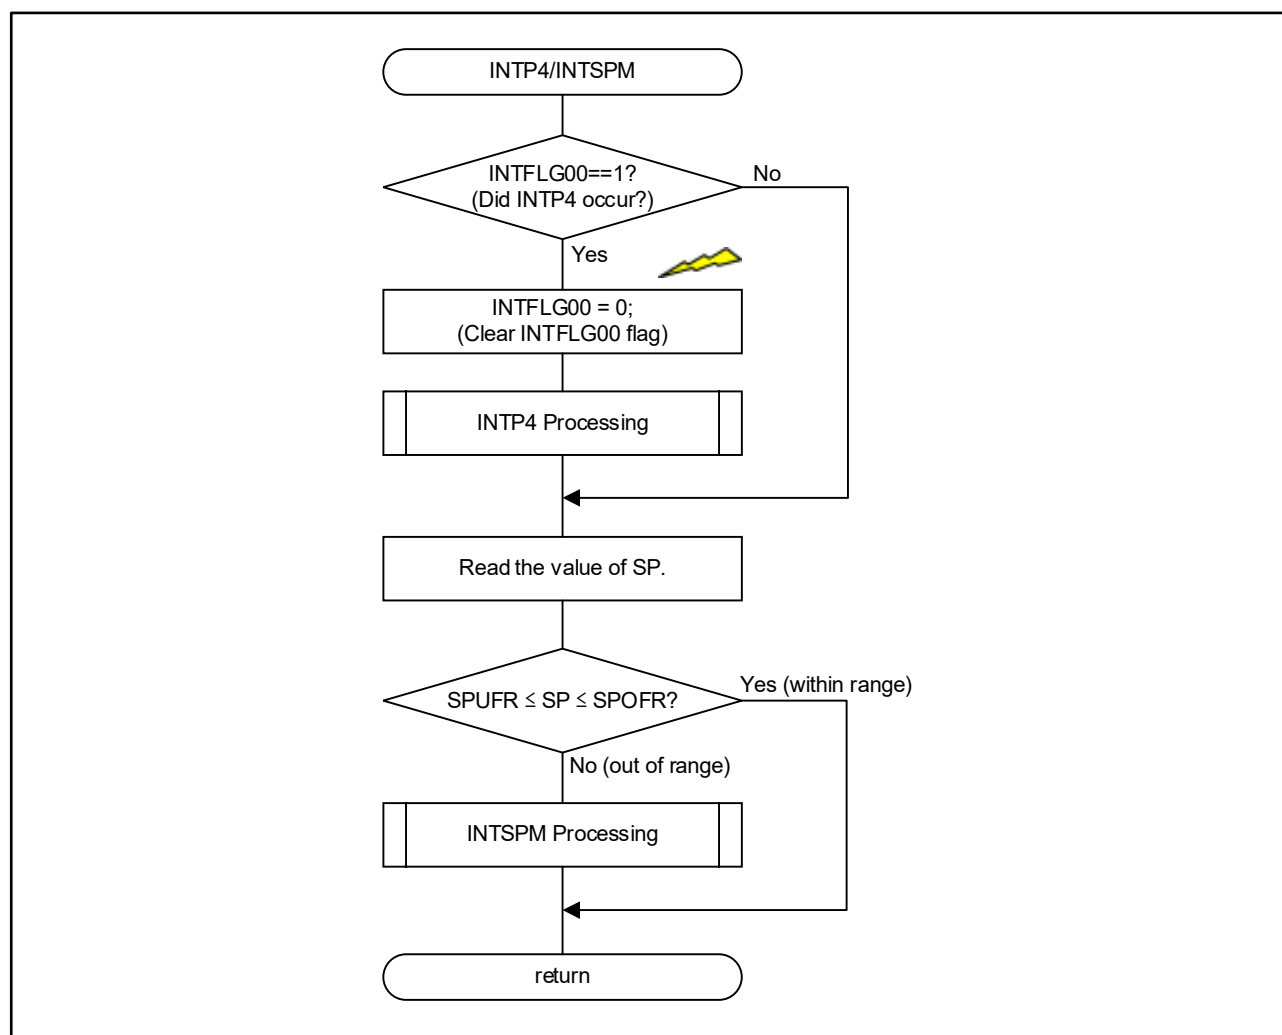 INTP4/INTSPM
INTFLG00==1?
(Did INTP4 occur?)
No
Yes
INTFLG00 = 0;
(Clear INTFLG00 flag)
INTP4 Processing
Read the value of SP.
SPUFR ≤ SP ≤ SPOFR?
Yes (within range)
No (out of range)
INTSPM Processing
return